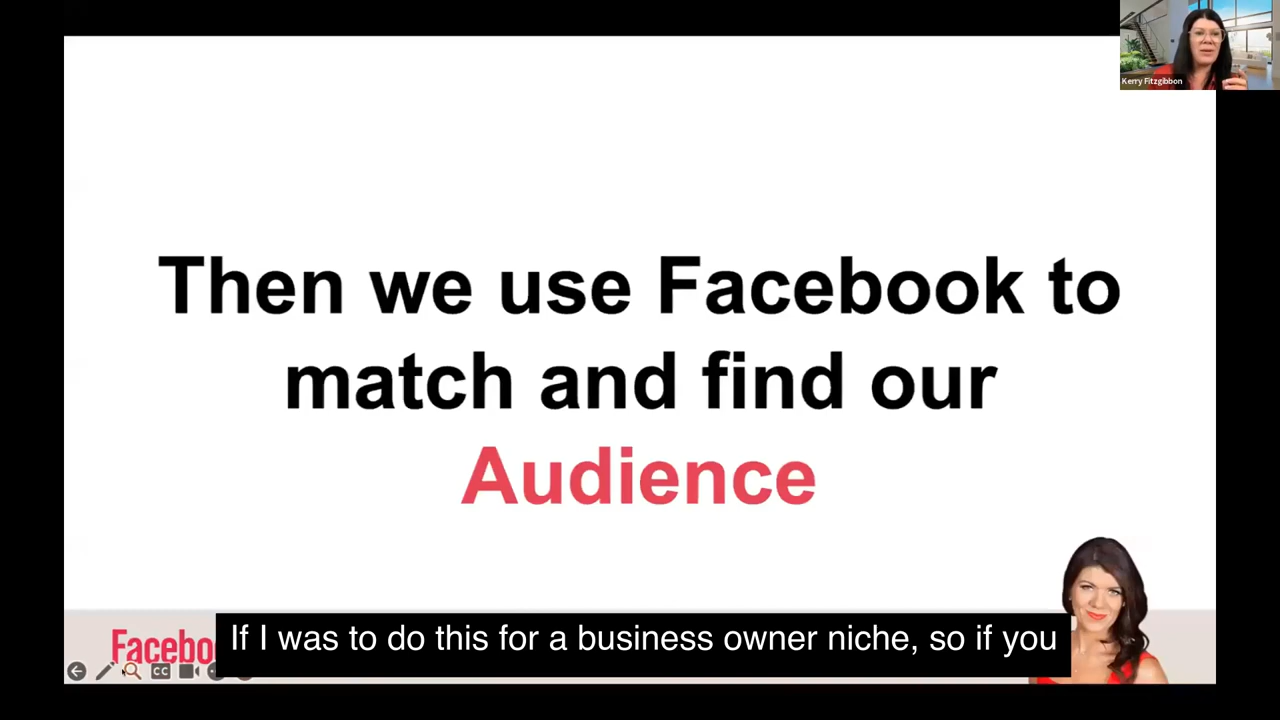 Kerry Fitzgibbon
Then we use Facebook to
match and find our
Audience
If I was to do this for a business owner niche, so if you
CC